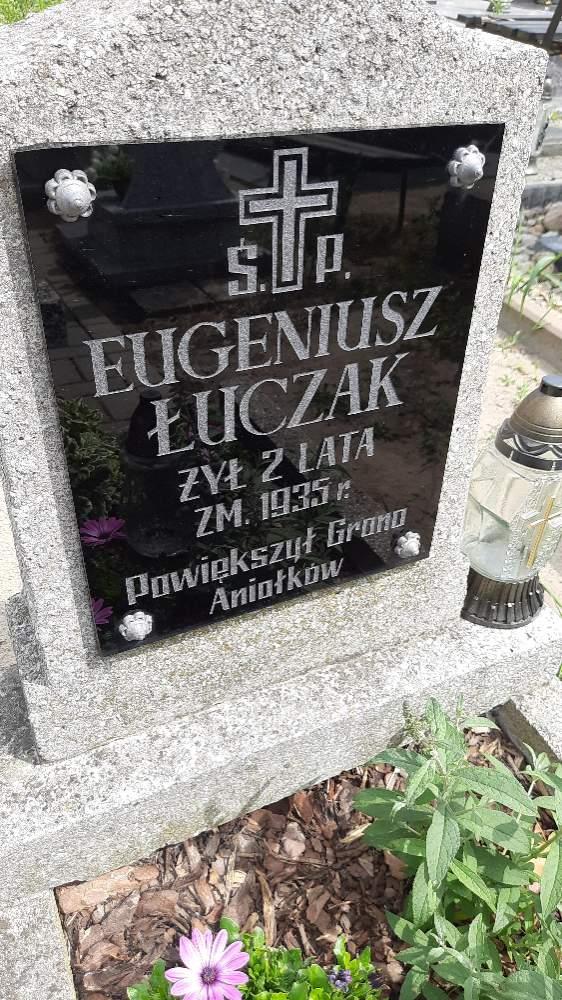 Ś. P.
EUGENIUSZ
ŁUCZAK
ŻYŁ 2 LATA
ZM. 1935 r.
Powiększył Grono
Aniołków